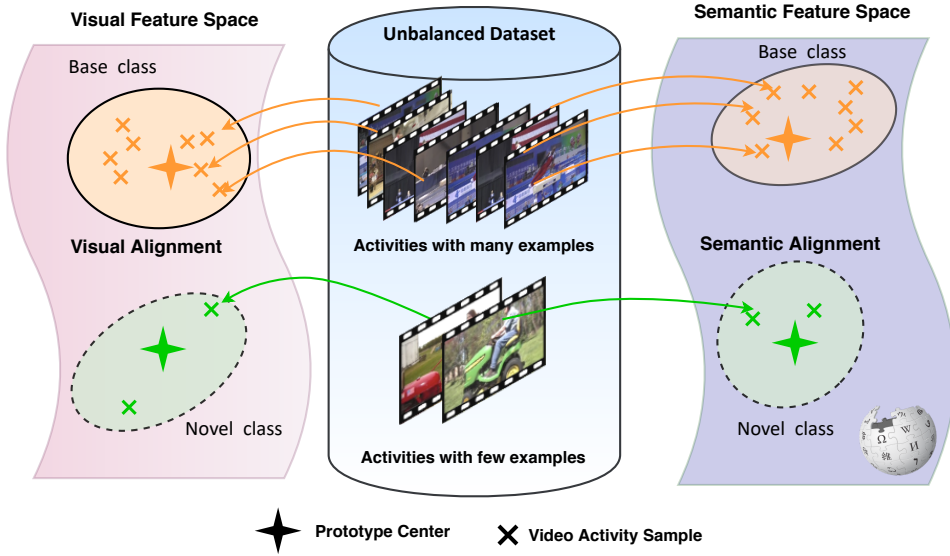 Visual Feature Space
Unbalanced Dataset
Semantic Feature Space
Base class
Base class
Visual Alignment
Activities with many examples
Semantic Alignment
Novel class
Novel class
Ω
W
И
Activities with few examples
Prototype Center
Video Activity Sample